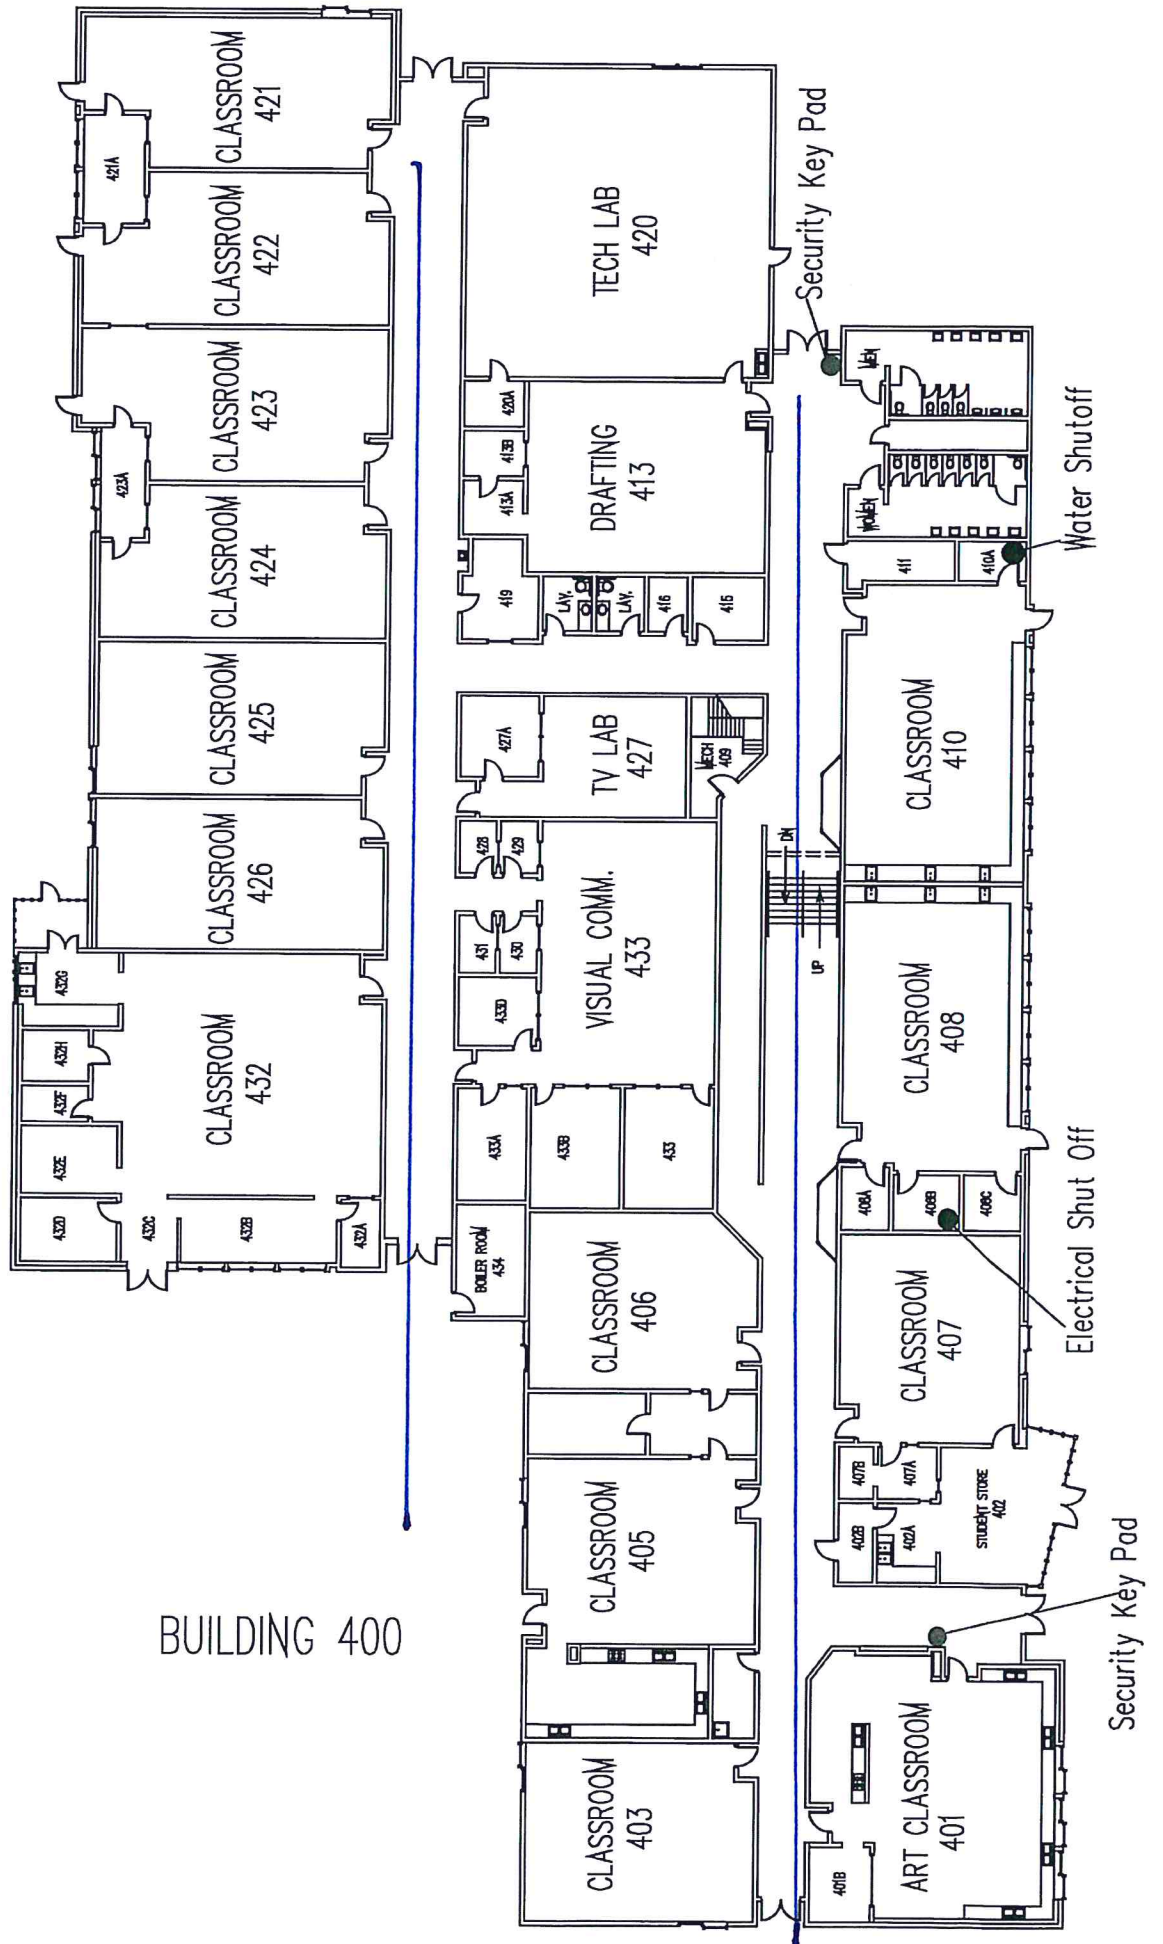 BUILDING 400
CLASSROOM
421
421A
CLASSROOM
422
CLASSROOM
423
423A
CLASSROOM
424
CLASSROOM
425
CLASSROOM
426
432G
432H
432F
432E
432D
432C
432B
432A
CLASSROOM
432
TECH LAB
420
420A
413B
413A
DRAFTING
413
419
LAV.
LAV.
416
415
427A
TV LAB
427
MECH
409
428
429
431
430
433D
VISUAL COMM.
433
433A
433B
433
BOILER ROOM
434
CLASSROOM
406
CLASSROOM
405
CLASSROOM
403
Security Key Pad
MEN
WOMEN
411
410A
Water Shutoff
CLASSROOM
410
DN
UP
CLASSROOM
408
408A
408B
408C
Electrical Shut Off
CLASSROOM
407
407B
407A
402B
402A
STUDENT STORE
402
Security Key Pad
ART CLASSROOM
401
401B